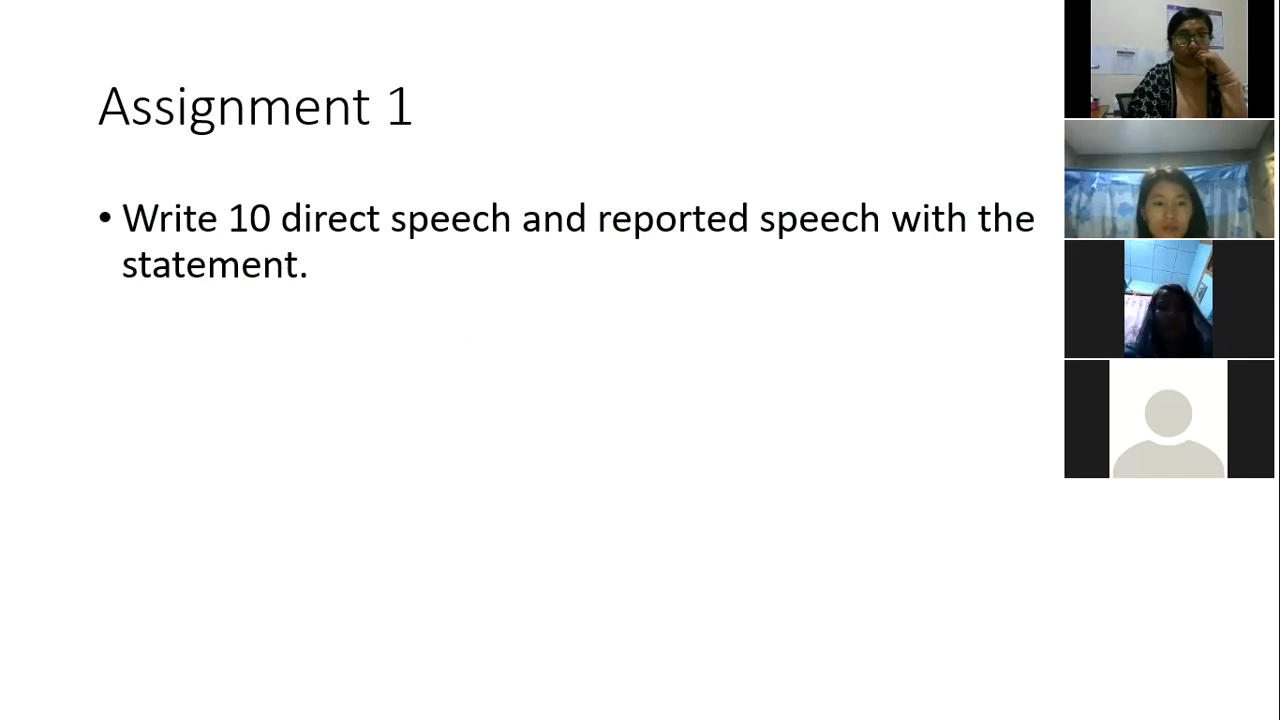 Assignment 1
• Write 10 direct speech and reported speech with the
statement.